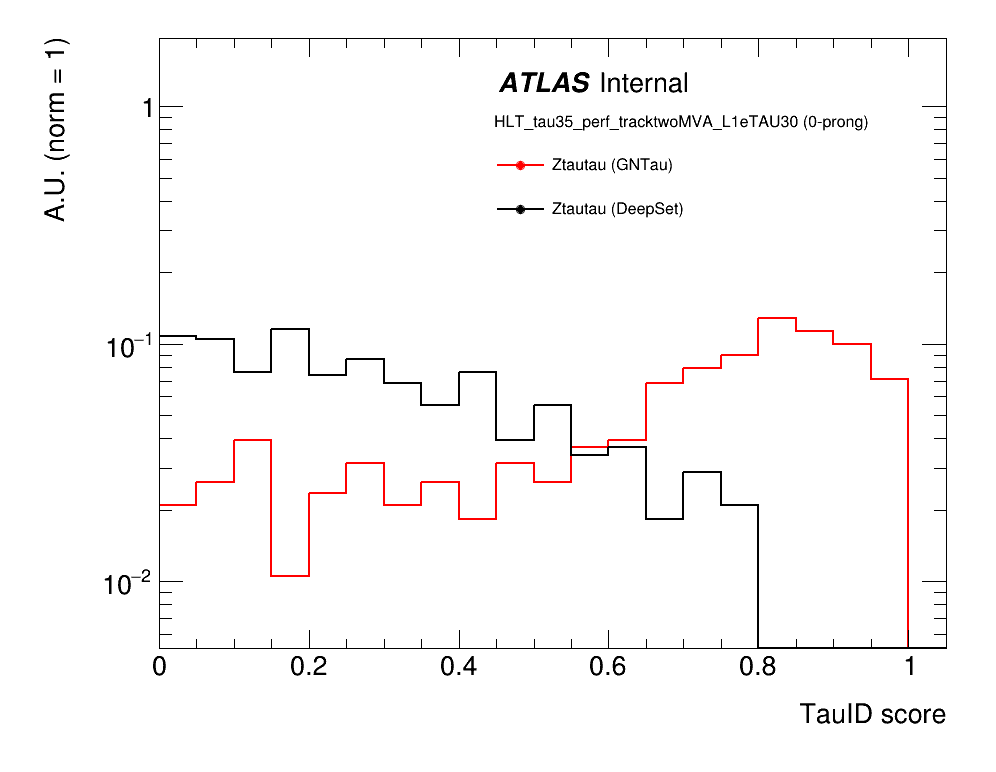 A.U. (norm = 1)
ATLAS Internal
HLT_tau35_perf_tracktwoMVA_L1eTAU30 (0-prong)
Ztautau (GNTau)
Ztautau (DeepSet)
1
10⁻¹
10⁻²
0 0.2 0.4 0.6 0.8 1
TauID score